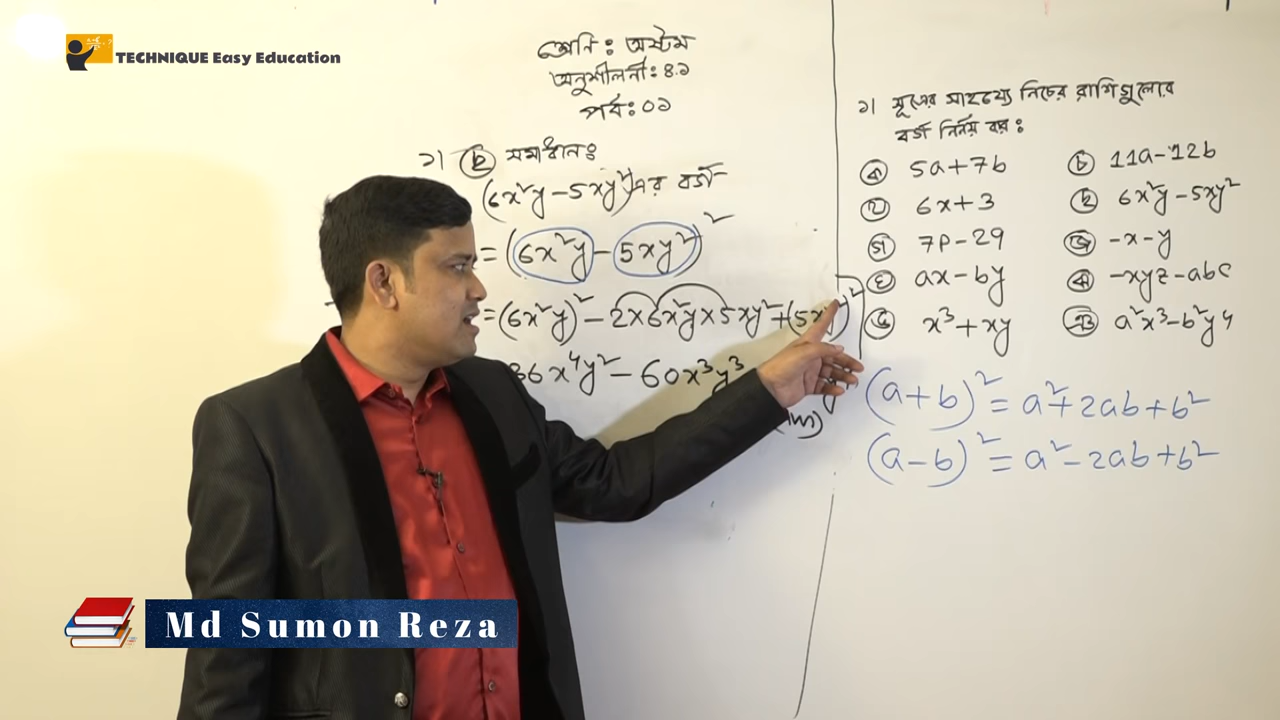 TECHNIQUE Easy Education
শ্রেণি : অষ্টম
অনুশীলনী : ৪.১
পর্ব : ০১
১। ছ সমাধান :
(6x²y - 5xy²) এর বর্গ
= (6x²y - 5xy²)²
= (6x²y)² - 2×6x²y×5xy² + (5xy²)²
36x⁴y² - 60x³y³
১। সূত্রের সাহায্যে নিচের রাশিগুলোর
বর্গ নির্ণয় কর :
ক 5a+7b
খ 6x+3
গ 7p-29
ঘ ax-by
ঙ x³+xy
চ 11a-12b
ছ 6x²y-5xy²
জ -x-y
ঝ -xyz-abc
ঞ a²x³-b²y⁴
(a+b)² = a²+2ab+b²
(a-b)² = a²-2ab+b²
Md Sumon Reza